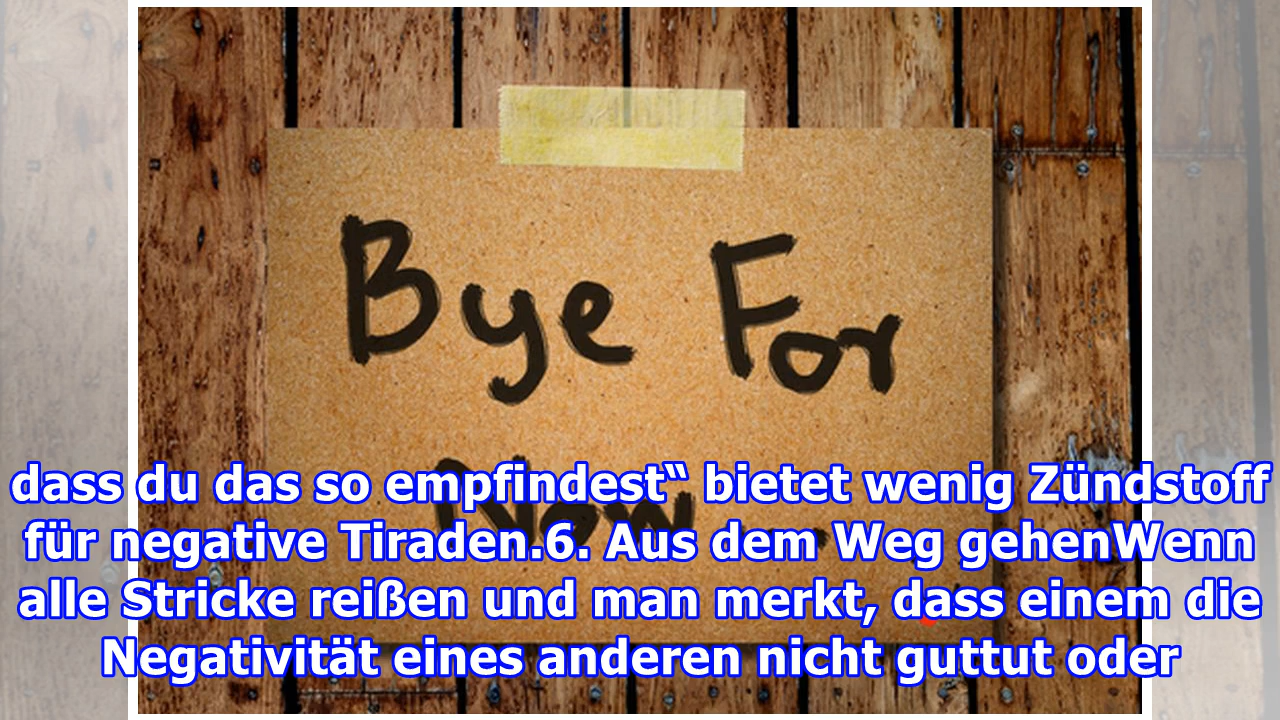 Bye For
Now ...
dass du das so empfindest“ bietet wenig Zündstoff
für negative Tiraden.6. Aus dem Weg gehenWenn
alle Stricke reißen und man merkt, dass einem die
Negativität eines anderen nicht guttut oder